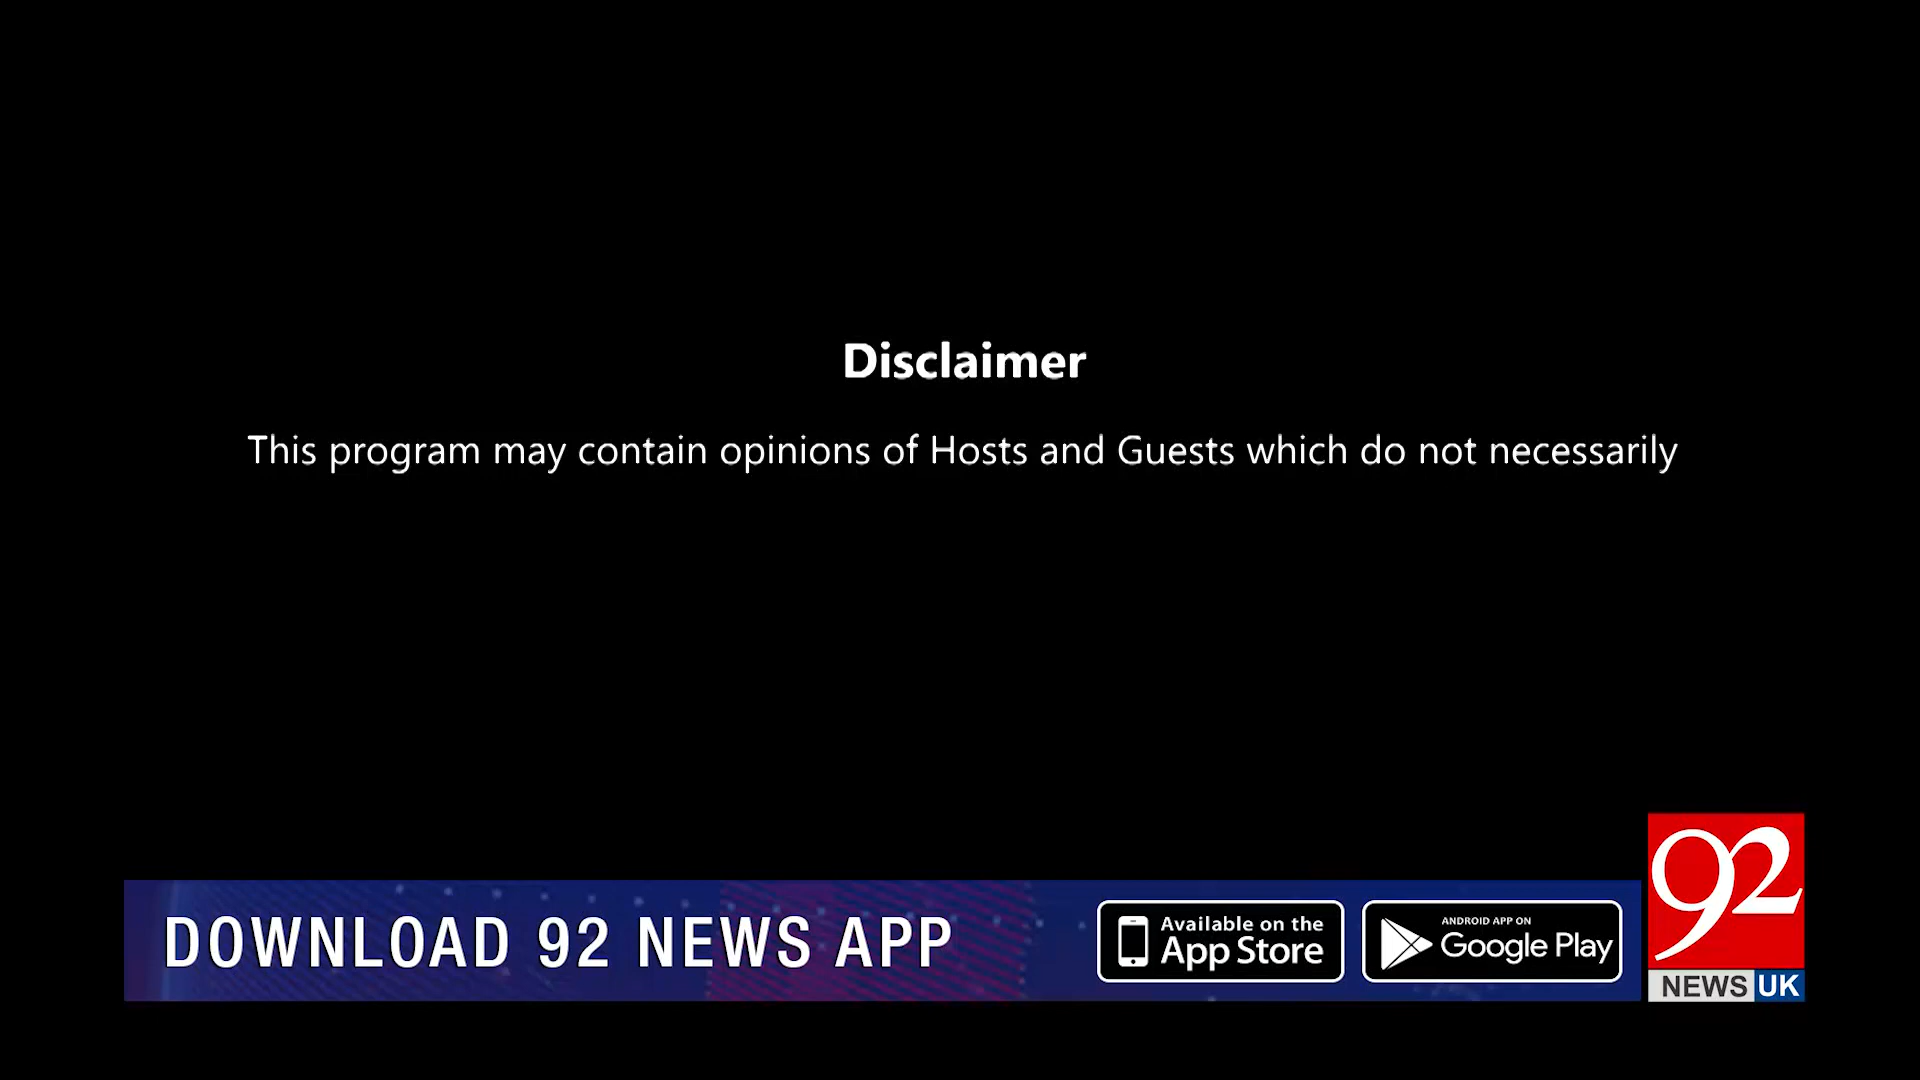 Disclaimer
This program may contain opinions of Hosts and Guests which do not necessarily
DOWNLOAD 92 NEWS APP
Available on the
App Store
ANDROID APP ON
Google Play
92
NEWS UK